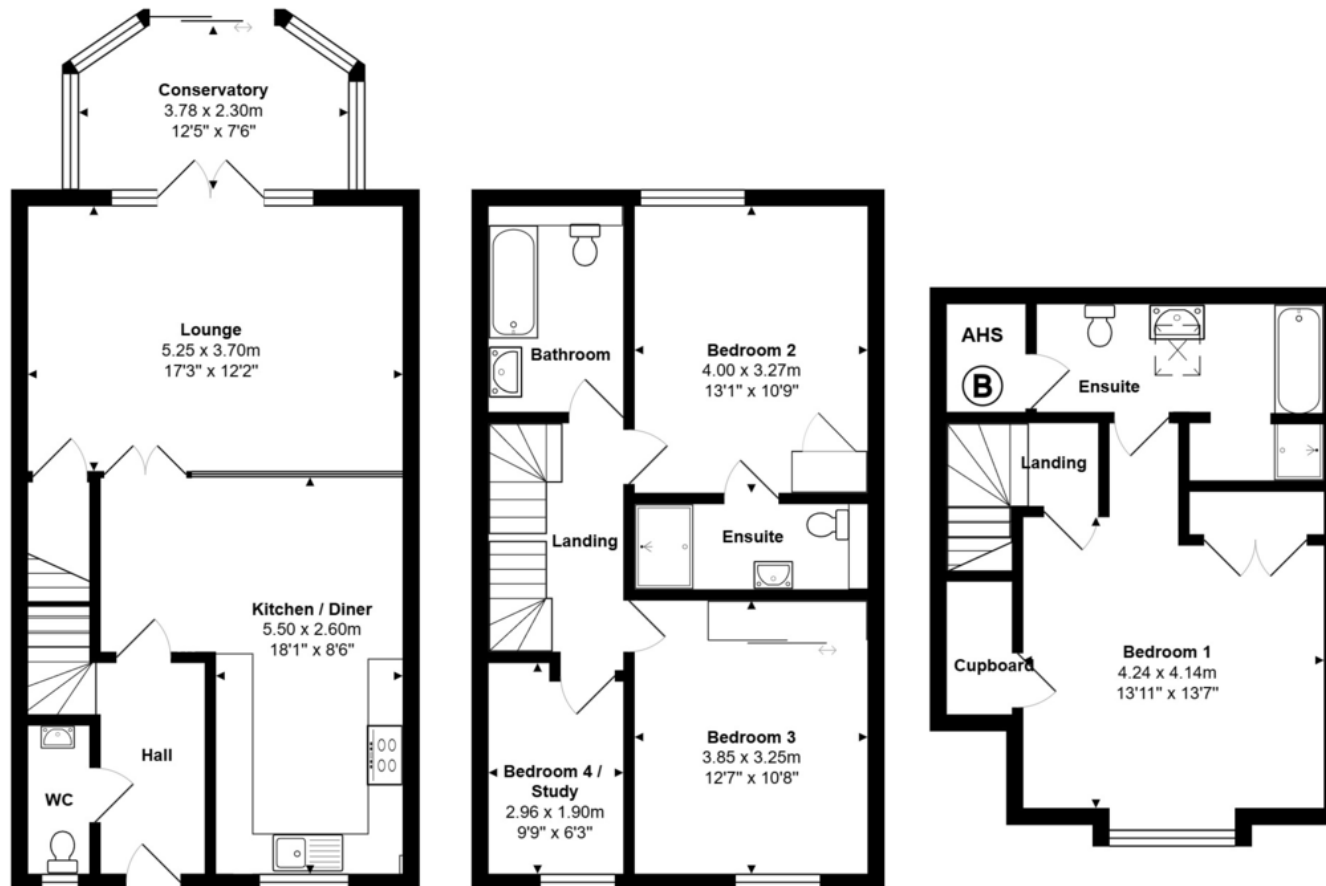 Conservatory
3.78 x 2.30m
12'5" x 7'6"
Lounge
5.25 x 3.70m
17'3" x 12'2"
Kitchen / Diner
5.50 x 2.60m
18'1" x 8'6"
Hall
WC
Bathroom
Bedroom 2
4.00 x 3.27m
13'1" x 10'9"
Landing
Ensuite
Bedroom 3
3.85 x 3.25m
12'7" x 10'8"
Bedroom 4 /
Study
2.96 x 1.90m
9'9" x 6'3"
AHS
B
Ensuite
Landing
Cupboard
Bedroom 1
4.24 x 4.14m
13'11" x 13'7"